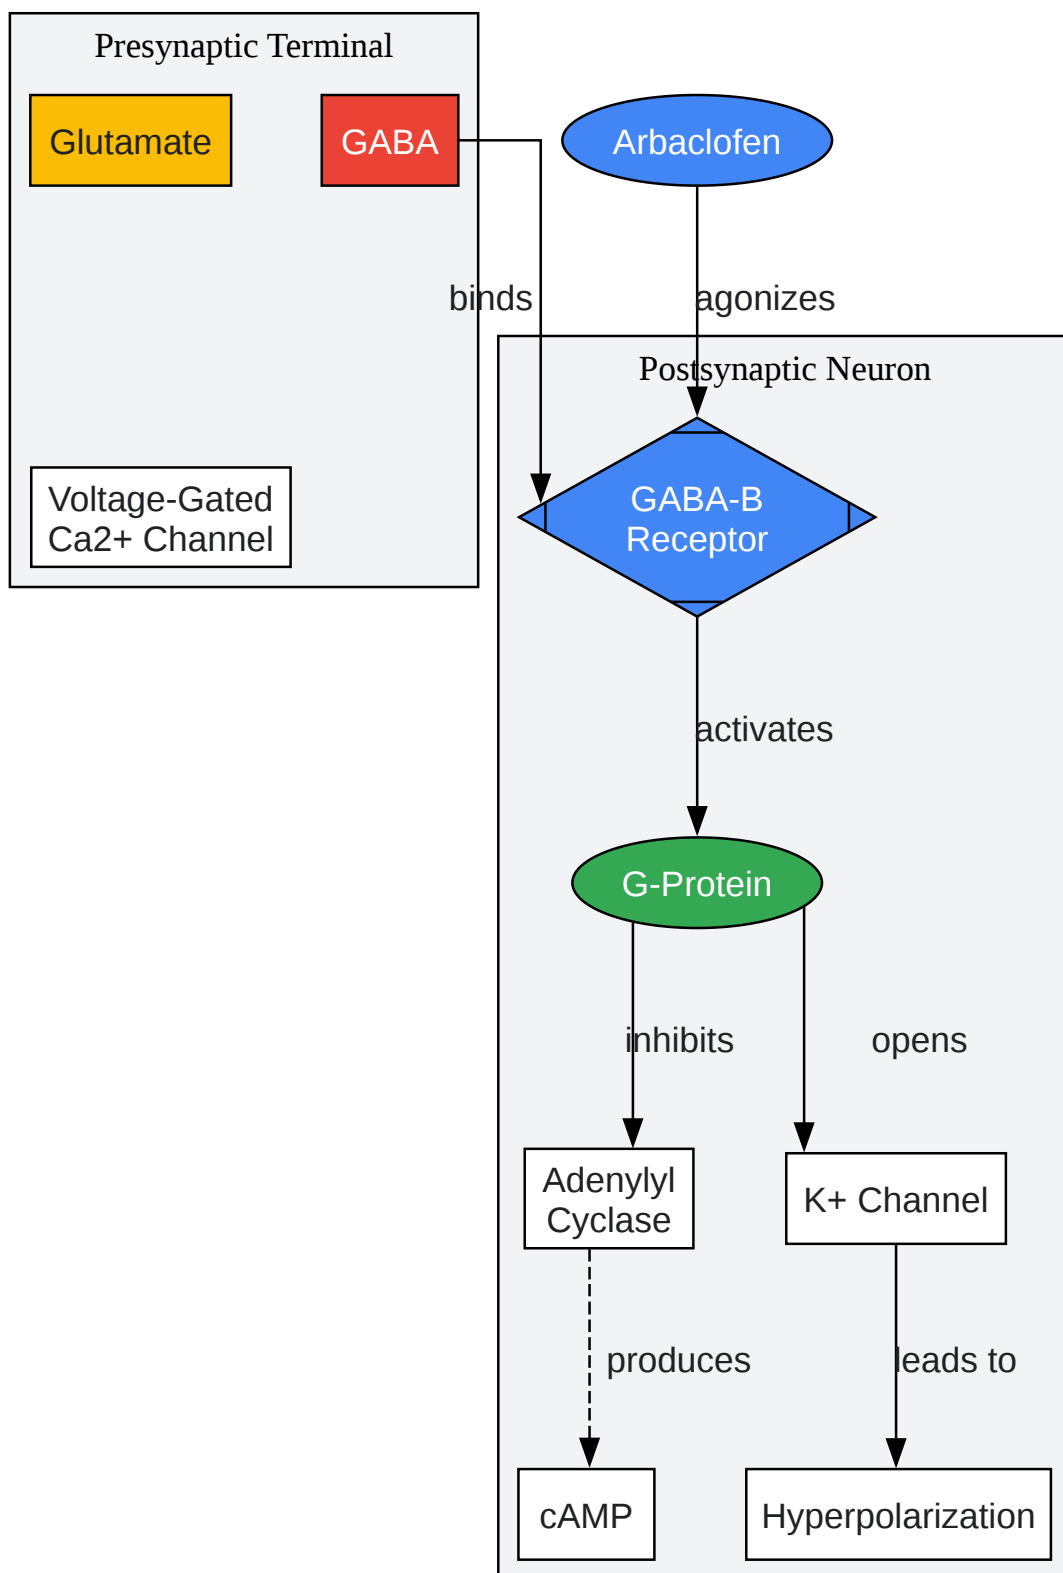 Presynaptic Terminal
Glutamate
GABA
Arbaclofen
binds
agonizes
Postsynaptic Neuron
Voltage-Gated
Ca2+ Channel
GABA-B
Receptor
activates
G-Protein
inhibits
opens
Adenylyl
Cyclase
K+ Channel
produces
leads to
cAMP
Hyperpolarization